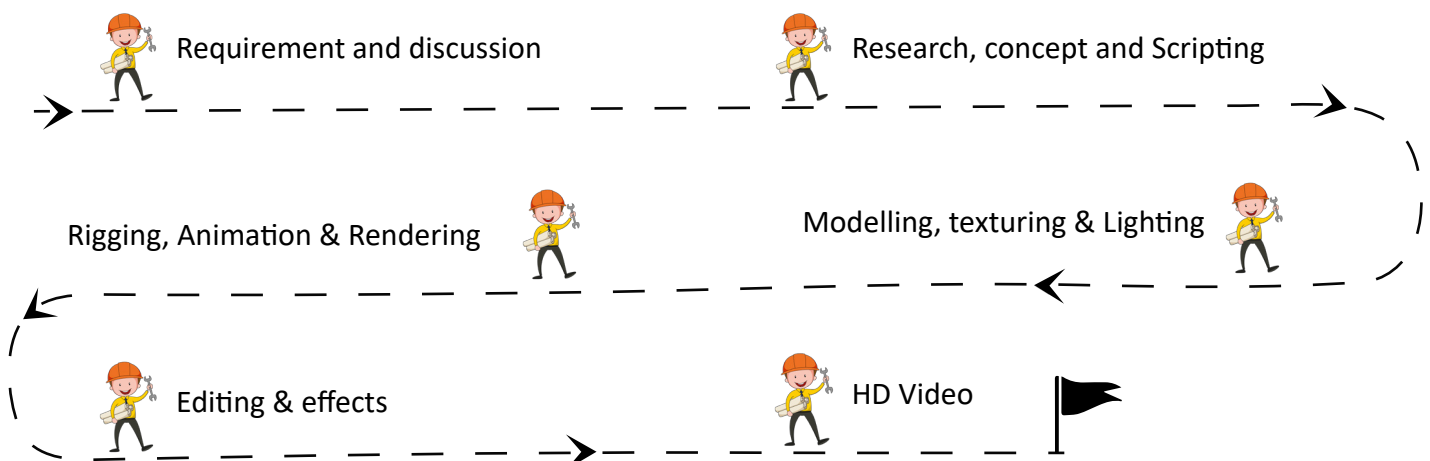 Requirement and discussion
Research, concept and Scripting
Modelling, texturing & Lighting
Rigging, Animation & Rendering
Editing & effects
HD Video